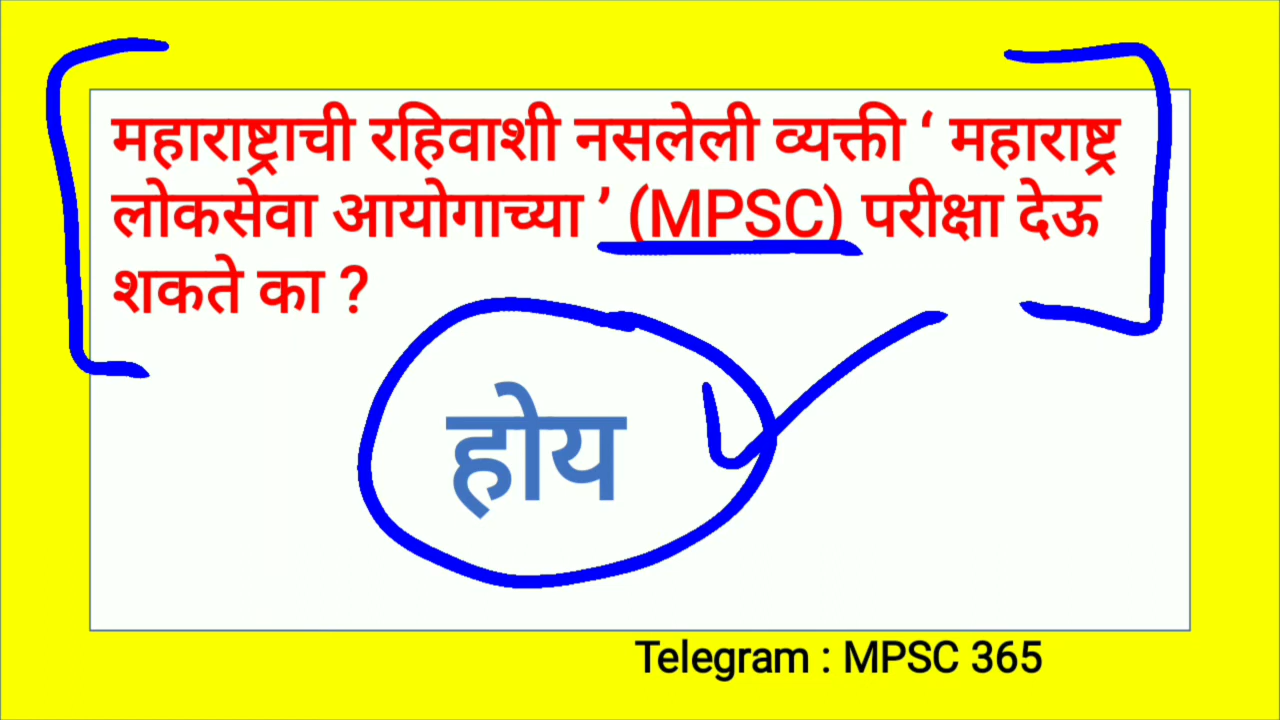 महाराष्ट्राची रहिवाशी नसलेली व्यक्ती ‘ महाराष्ट्र
लोकसेवा आयोगाच्या ’ (MPSC) परीक्षा देऊ
शकते का ?
होय
Telegram : MPSC 365